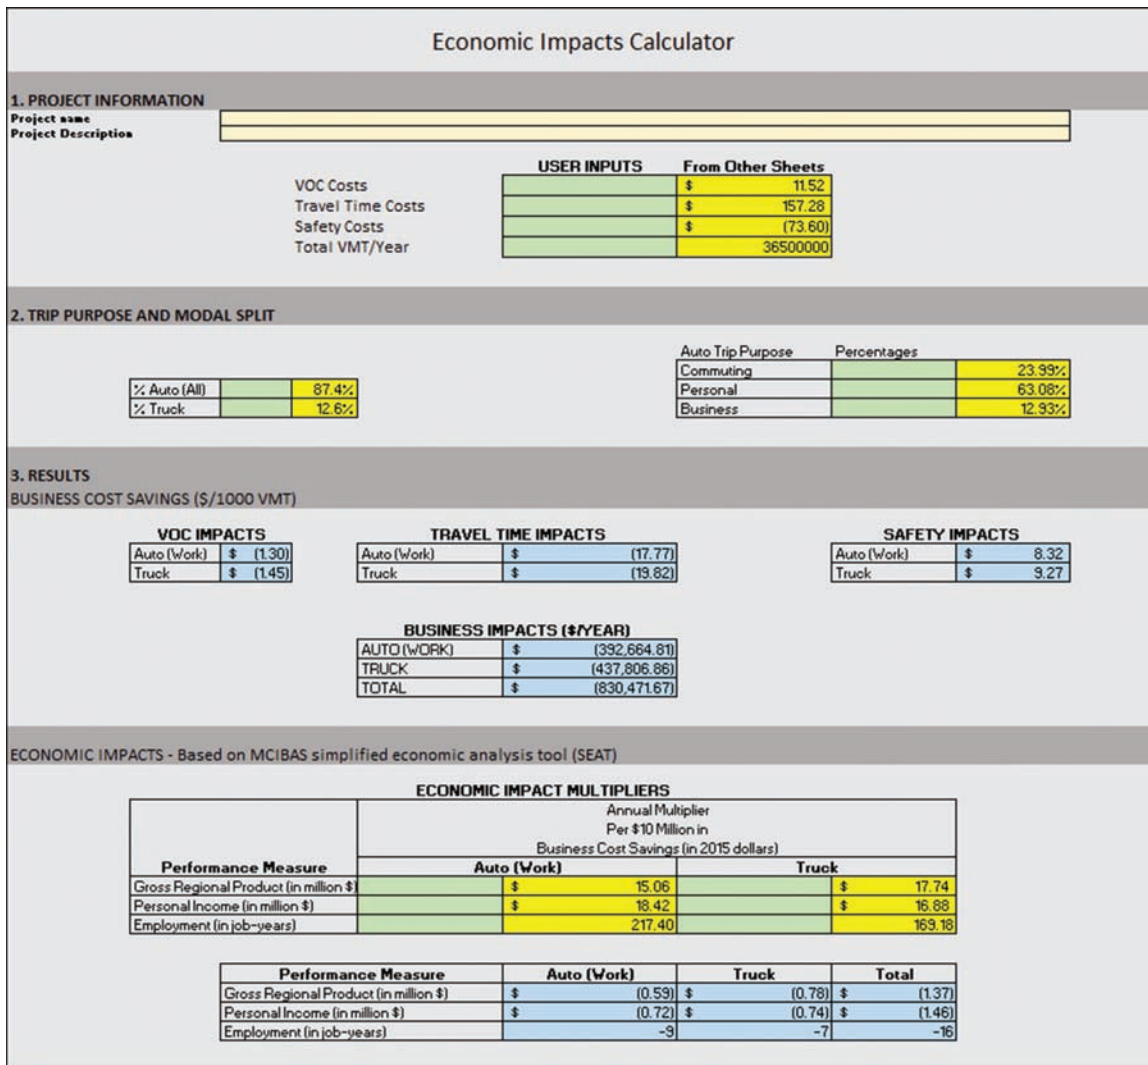 Economic Impacts Calculator
1. PROJECT INFORMATION
Project name
Project Description
USER INPUTS From Other Sheets
VOC Costs $ 11.52
Travel Time Costs $ 157.28
Safety Costs $ (73.60)
Total VMT/Year 36500000
2. TRIP PURPOSE AND MODAL SPLIT
Auto Trip Purpose Percentages
Commuting 23.99%
% Auto (All) 87.4% Personal 63.08%
% Truck 12.6% Business 12.93%
3. RESULTS
BUSINESS COST SAVINGS ($/1000 VMT)
VOC IMPACTS TRAVEL TIME IMPACTS SAFETY IMPACTS
Auto (Work) $ (1.30) Auto (Work) $ (17.77) Auto (Work) $ 8.32
Truck $ (1.45) Truck $ (19.82) Truck $ 9.27
BUSINESS IMPACTS ($/YEAR)
AUTO (WORK) $ (392,664.81)
TRUCK $ (437,806.86)
TOTAL $ (830,471.67)
ECONOMIC IMPACTS - Based on MCIBAS simplified economic analysis tool (SEAT)
ECONOMIC IMPACT MULTIPLIERS
Annual Multiplier
Per $10 Million in
Business Cost Savings (in 2015 dollars)
Performance Measure Auto (Work) Truck
Gross Regional Product (in million $) $ 15.06 $ 17.74
Personal Income (in million $) $ 18.42 $ 16.88
Employment (in job-years) 217.40 169.18
Performance Measure Auto (Work) Truck Total
Gross Regional Product (in million $) $ (0.59) $ (0.78) $ (1.37)
Personal Income (in million $) $ (0.72) $ (0.74) $ (1.46)
Employment (in job-years) -9 -7 -16